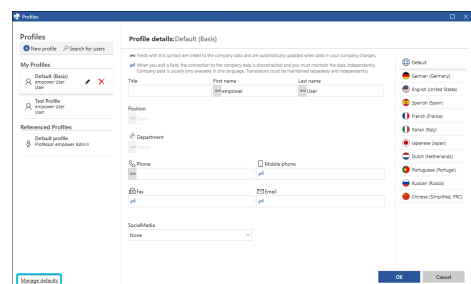 Profiles
Profiles
New profile
Search for users
My Profiles
Default (Basic)
empower User
User
Test Profile
empower User
User
Referenced Profiles
Default profile
Professor empower Admin
Manage defaults
Profile details: Default (Basic)
Fields with this symbol are linked to the company data and are automatically updated when data in your company changes.
When you edit a field, the connection to the company data is disconnected and you must maintain the data independently.
Company data is usually only available in one language. Translations must be maintained separately and independently.
Title
First name
Last name
empower
User
Position
Department
Phone
Mobile phone
Fax
Email
SocialMedia
None
Default
German (Germany)
English (United States)
Spanish (Spain)
French (France)
Italian (Italy)
Japanese (Japan)
Dutch (Netherlands)
Portuguese (Portugal)
Russian (Russia)
Chinese (Simplified, PRC)
OK
Cancel